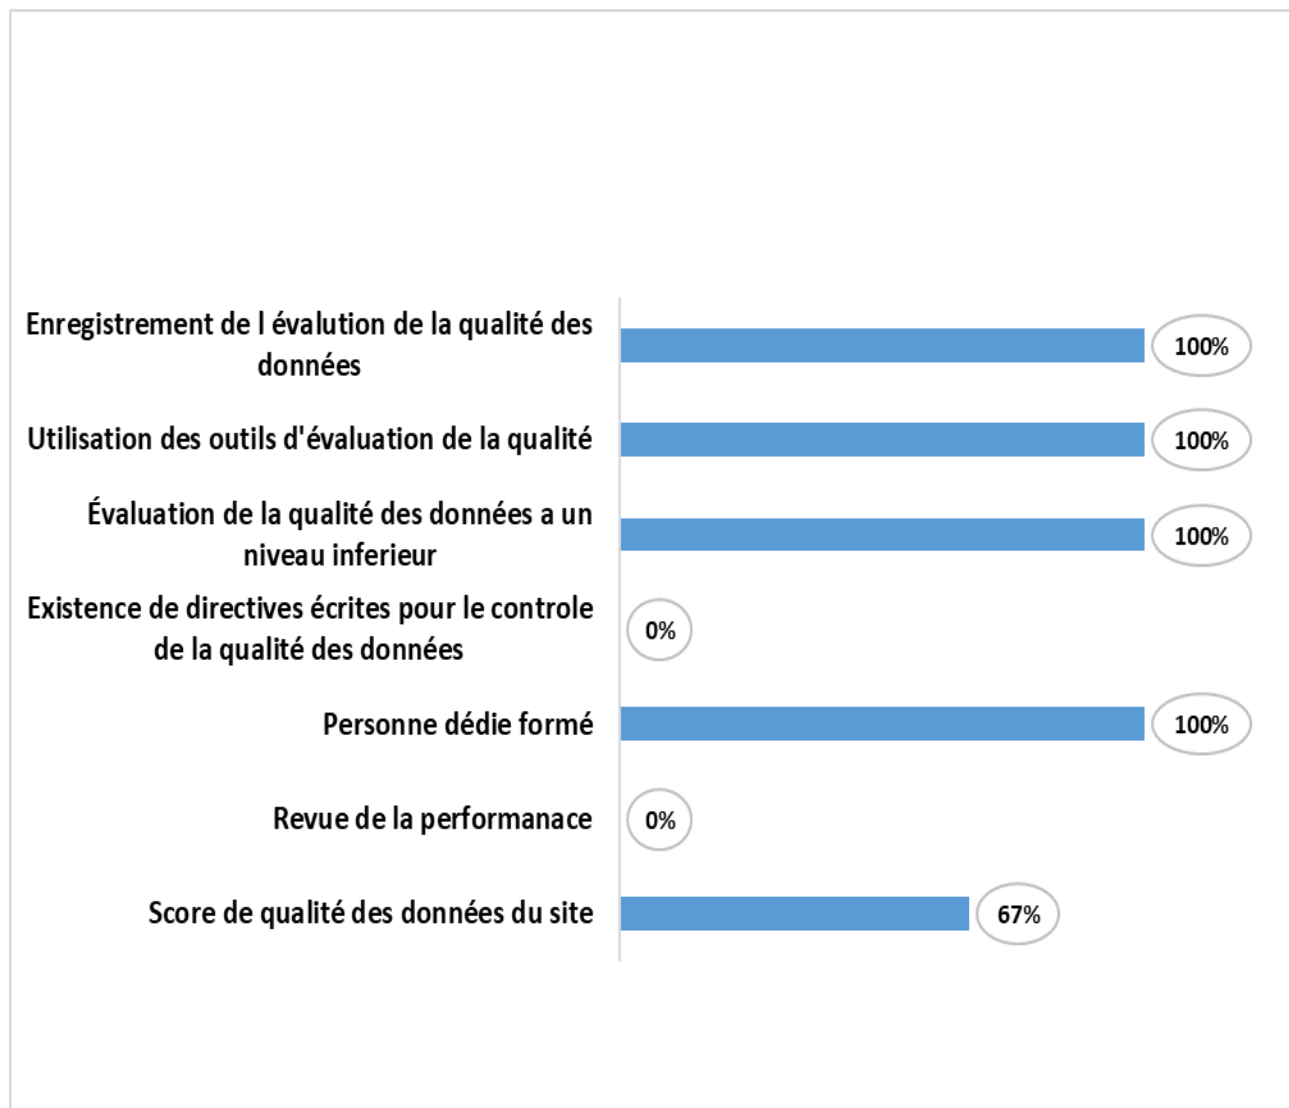 Enregistrement de l évalution de la qualité des
données
100%
Utilisation des outils d'évaluation de la qualité
100%
Évaluation de la qualité des données a un
niveau inferieur
100%
Existence de directives écrites pour le controle
de la qualité des données
0%
Personne dédie formé
100%
Revue de la performanace
0%
Score de qualité des données du site
67%